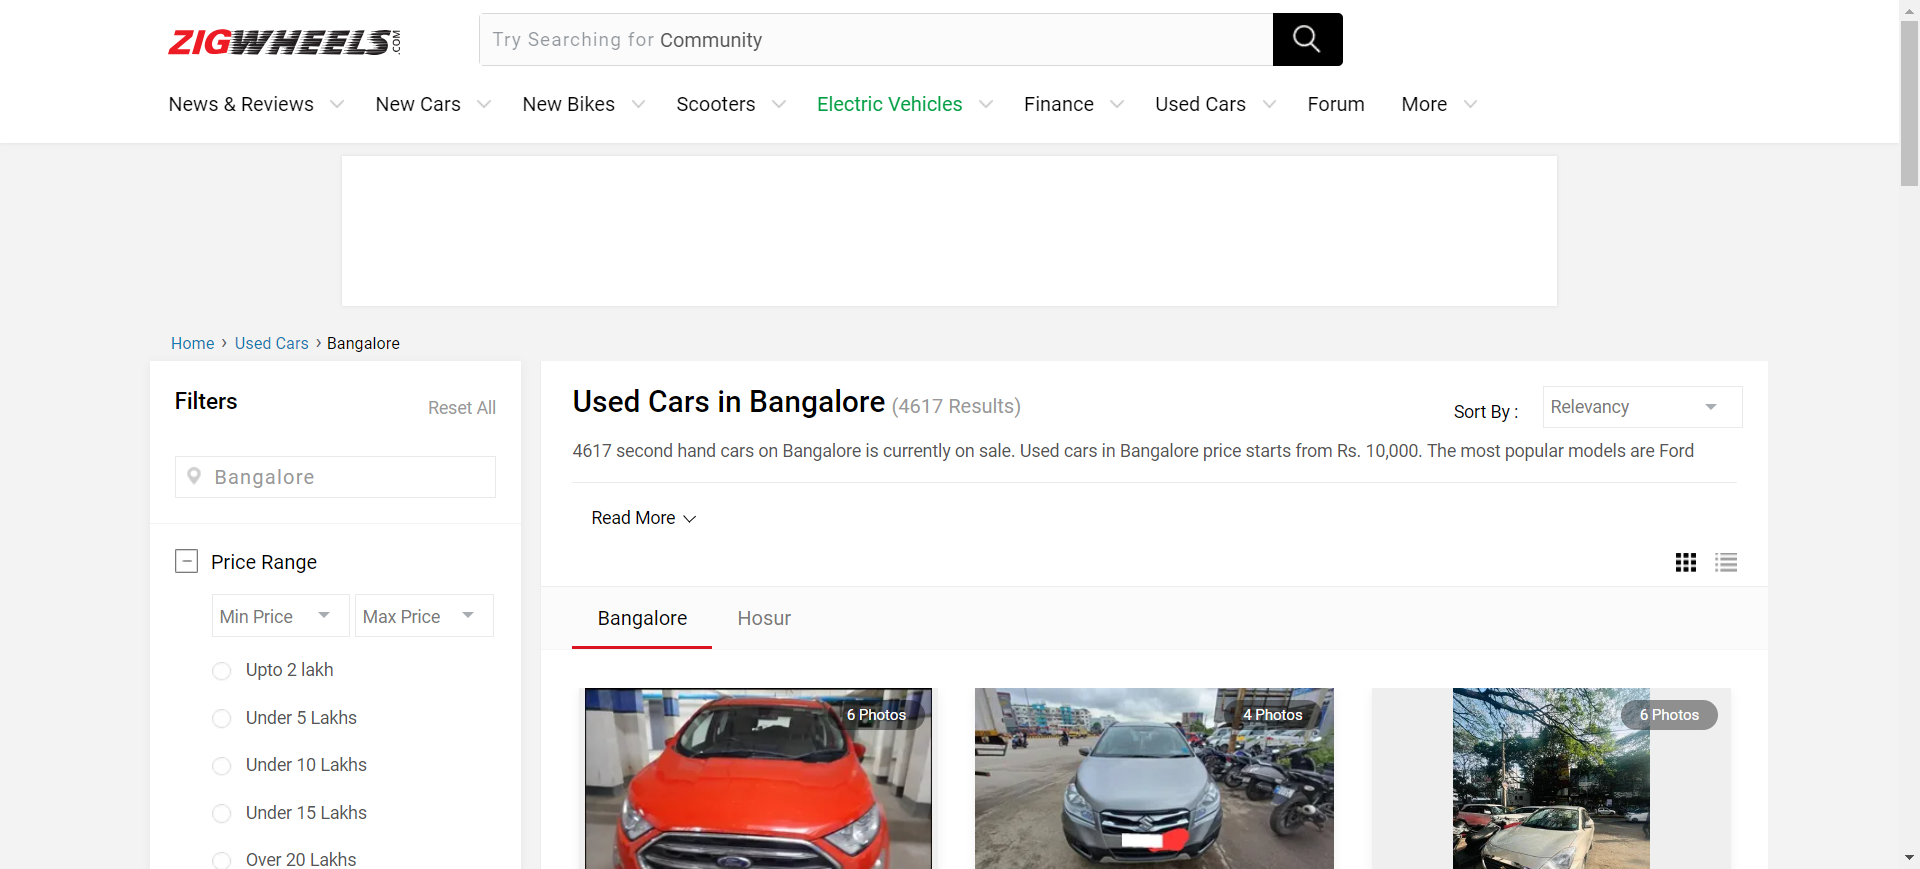 ZIGWHEELS.COM
Try Searching for Community
News & Reviews New Cars New Bikes Scooters Electric Vehicles Finance Used Cars Forum More
Home › Used Cars › Bangalore
Filters
Reset All
Bangalore
Price Range
Min Price Max Price
Upto 2 lakh
Under 5 Lakhs
Under 10 Lakhs
Under 15 Lakhs
Over 20 Lakhs
Used Cars in Bangalore (4617 Results)
Sort By : Relevancy
4617 second hand cars on Bangalore is currently on sale. Used cars in Bangalore price starts from Rs. 10,000. The most popular models are Ford
Read More
Bangalore Hosur
6 Photos
4 Photos
6 Photos